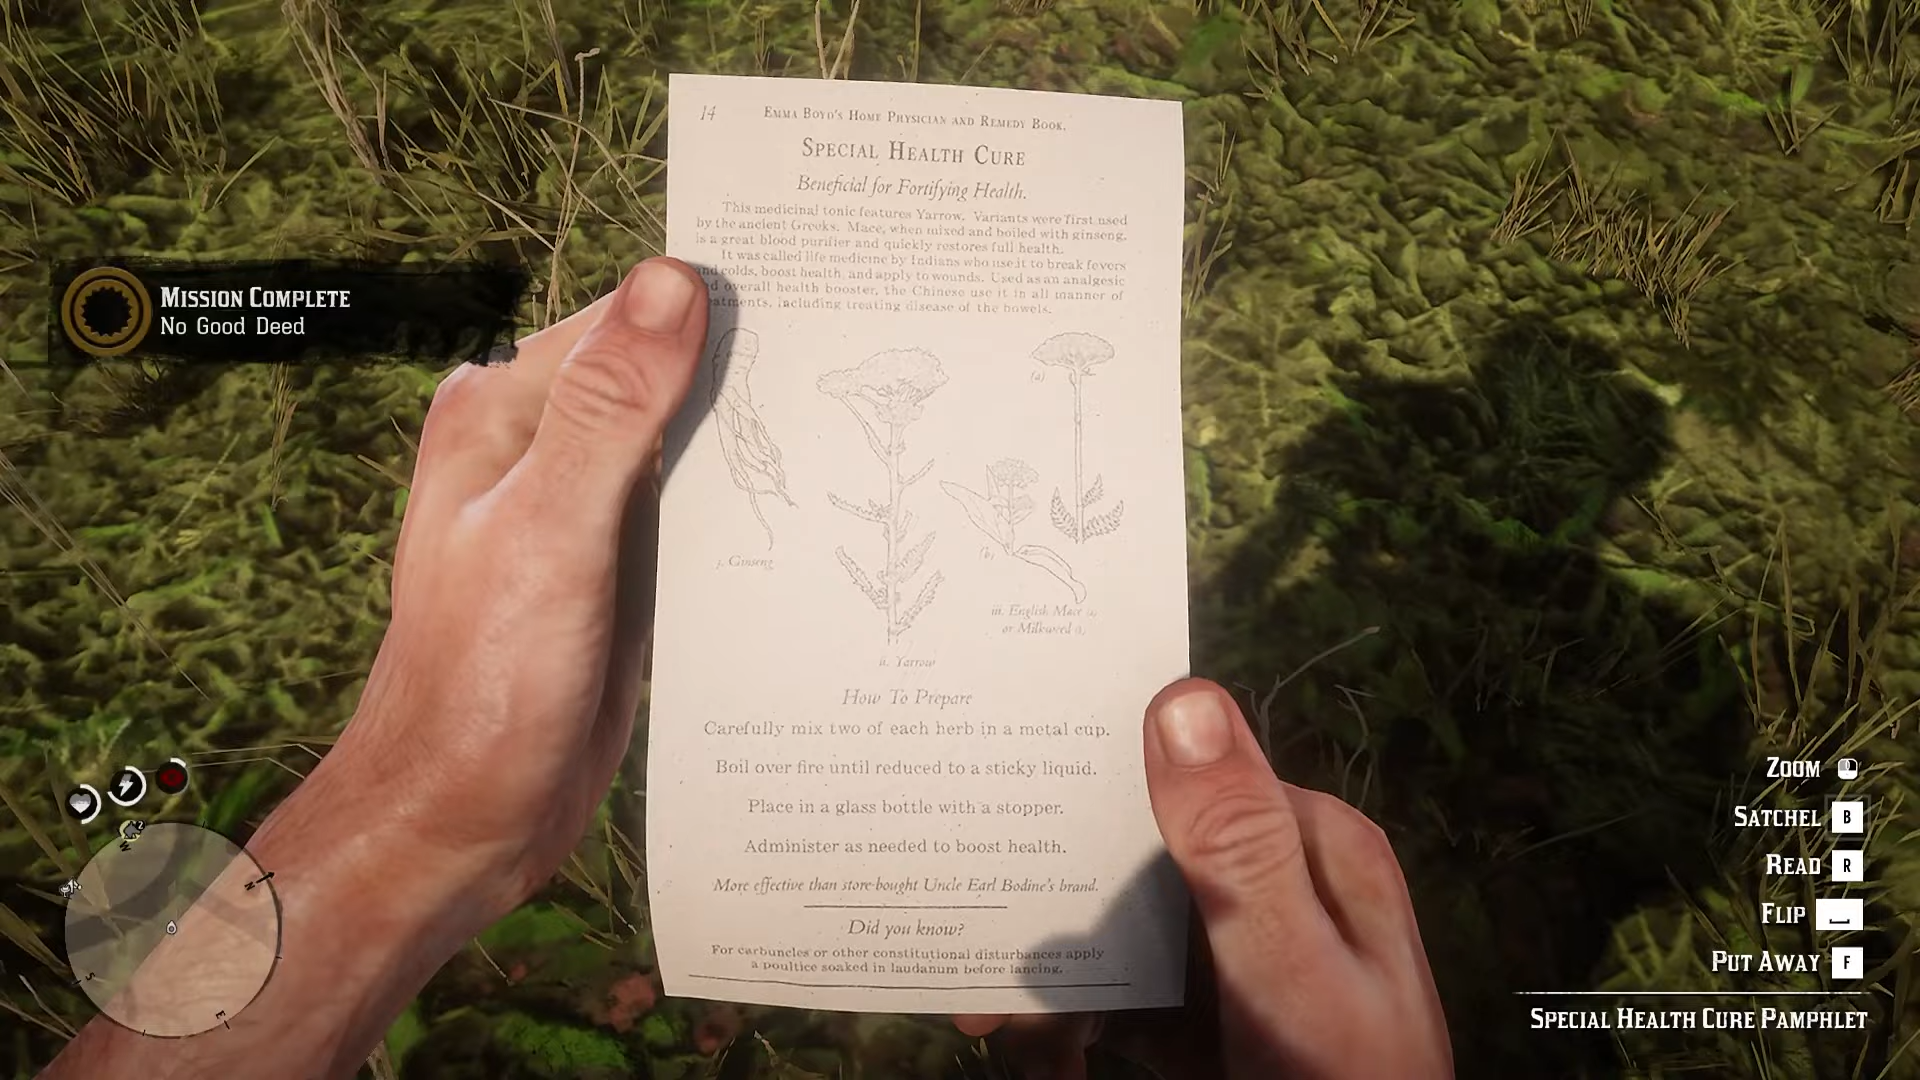 14 EMMA BOYD'S HOME PHYSICIAN AND REMEDY BOOK.
SPECIAL HEALTH CURE
Beneficial for Fortifying Health.
This medicinal tonic features Yarrow. Variants were first used
by the ancient Greeks. Mace, when mixed and boiled with ginseng,
is a great blood purifier and quickly restores full health.
It was called life medicine by Indians who use it to break fevers
and colds, boost health, and apply to wounds. Used as an analgesic
overall health booster, the Chinese use it in all manner of
including treating disease of the bowels.
(a)
Ginseng
(b)
iii. English Mace (a)
or Milkweed
ii. Yarrow
How To Prepare
Carefully mix two of each herb in a metal cup.
Boil over fire until reduced to a sticky liquid.
Place in a glass bottle with a stopper.
Administer as needed to boost health.
More effective than store-bought Uncle Earl Bodine's brand.
Did you know?
For carbuncles or other constitutional disturbances apply
a poultice soaked in laudanum before lancing.
MISSION COMPLETE
No Good Deed
2
W
N
S
E
ZOOM
SATCHEL B
READ R
FLIP
PUT AWAY F
SPECIAL HEALTH CURE PAMPHLET